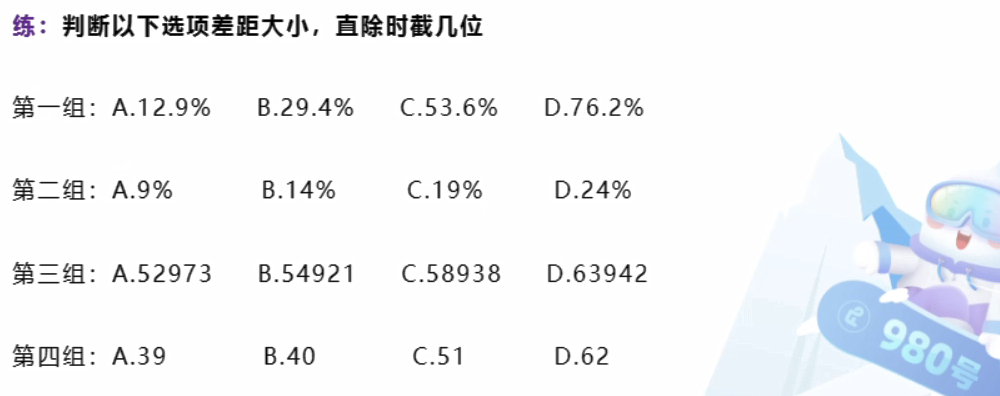 练：判断以下选项差距大小，直除时截几位
第一组：A.12.9% B.29.4% C.53.6% D.76.2%
第二组：A.9% B.14% C.19% D.24%
第三组：A.52973 B.54921 C.58938 D.63942
第四组：A.39 B.40 C.51 D.62
980号